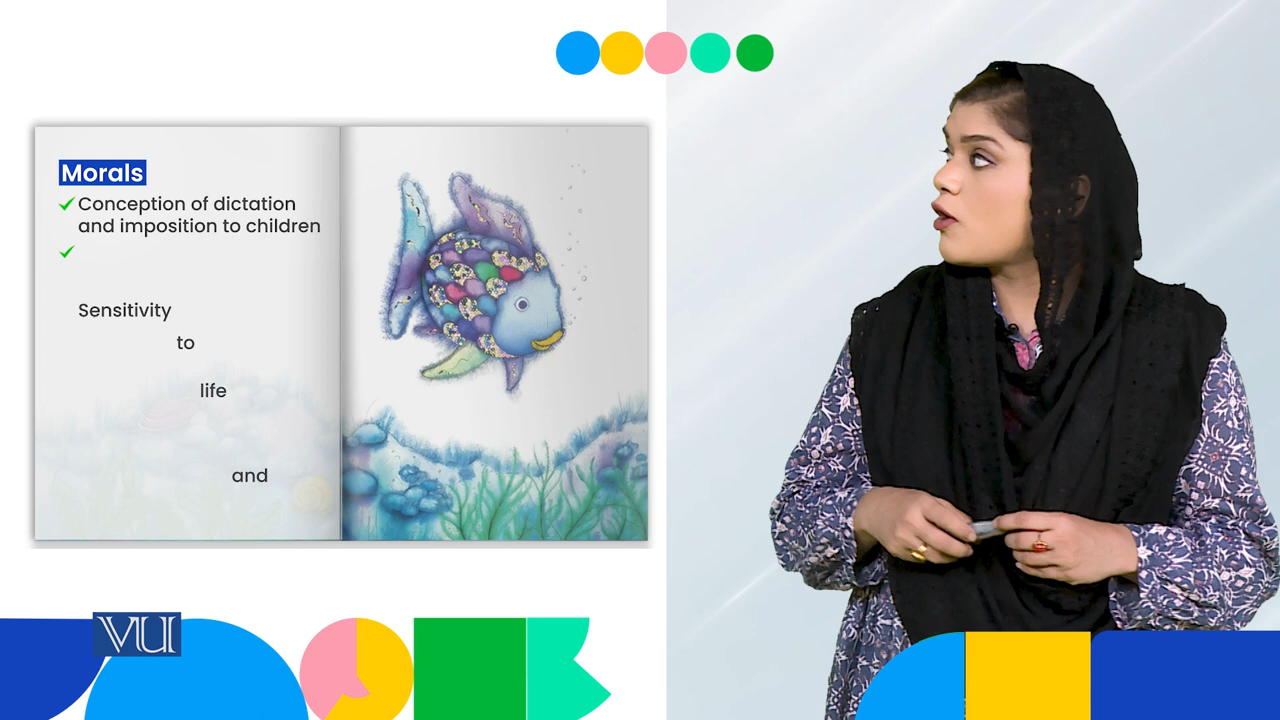 Morals
Conception of dictation
and imposition to children
Sensitivity
to
life
and
VU